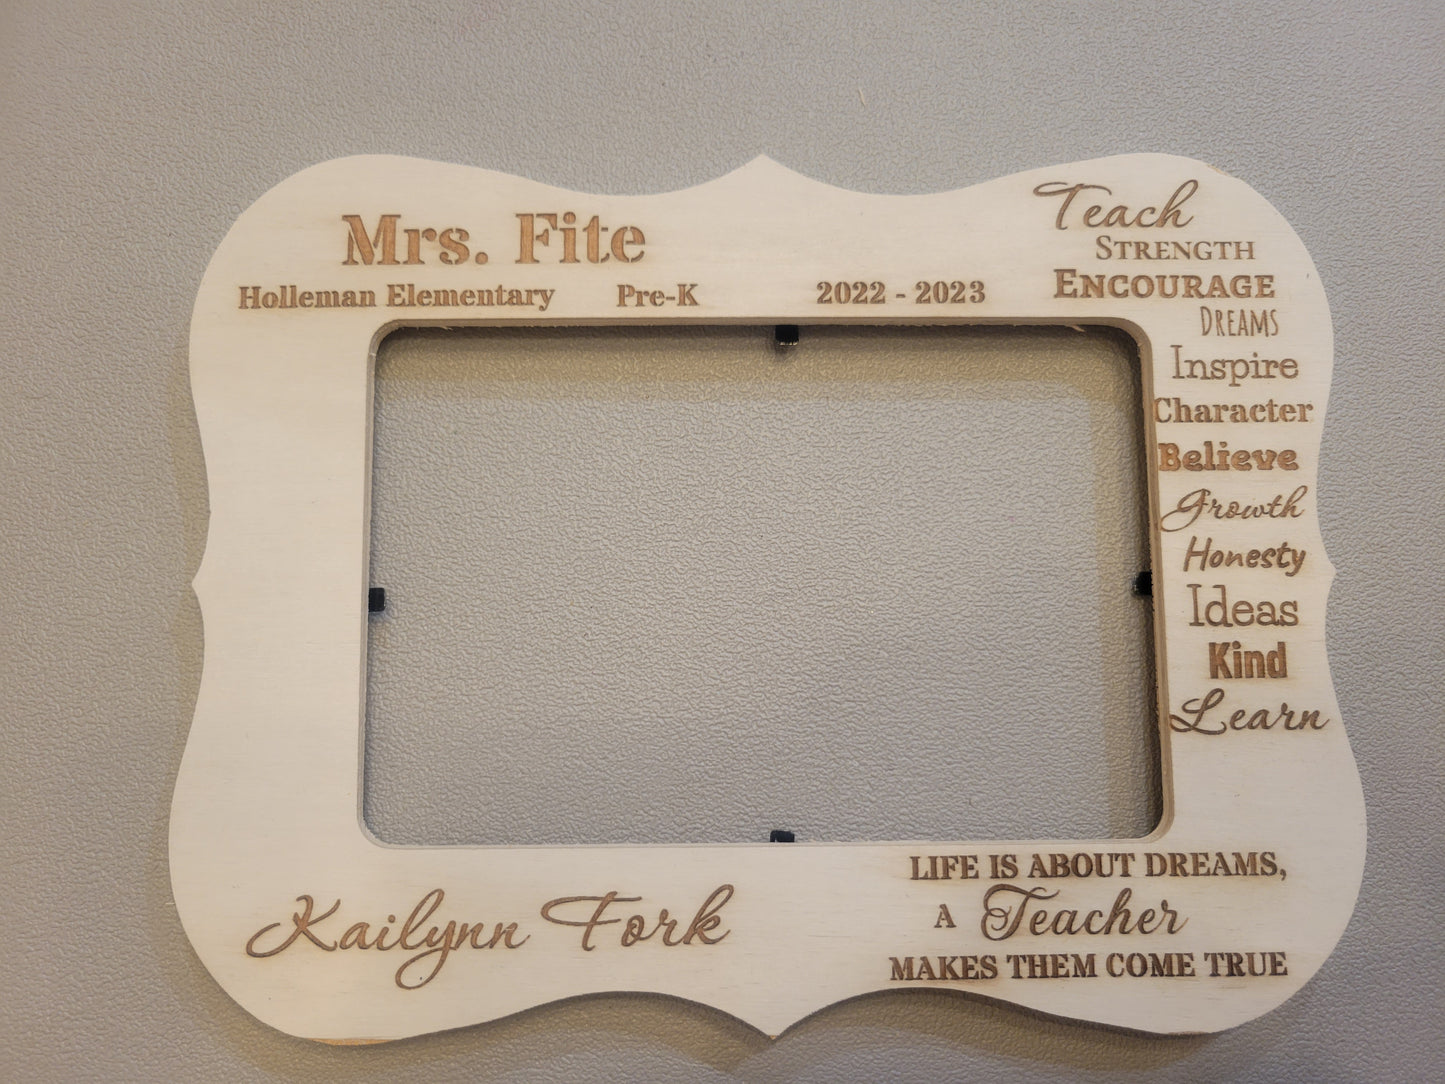 Mrs. Fite
Holleman Elementary Pre-K 2022 - 2023
Teach
STRENGTH
ENCOURAGE
DREAMS
Inspire
Character
Believe
Growth
Honesty
Ideas
Kind
Learn
Kailynn Fork
LIFE IS ABOUT DREAMS,
A Teacher
MAKES THEM COME TRUE